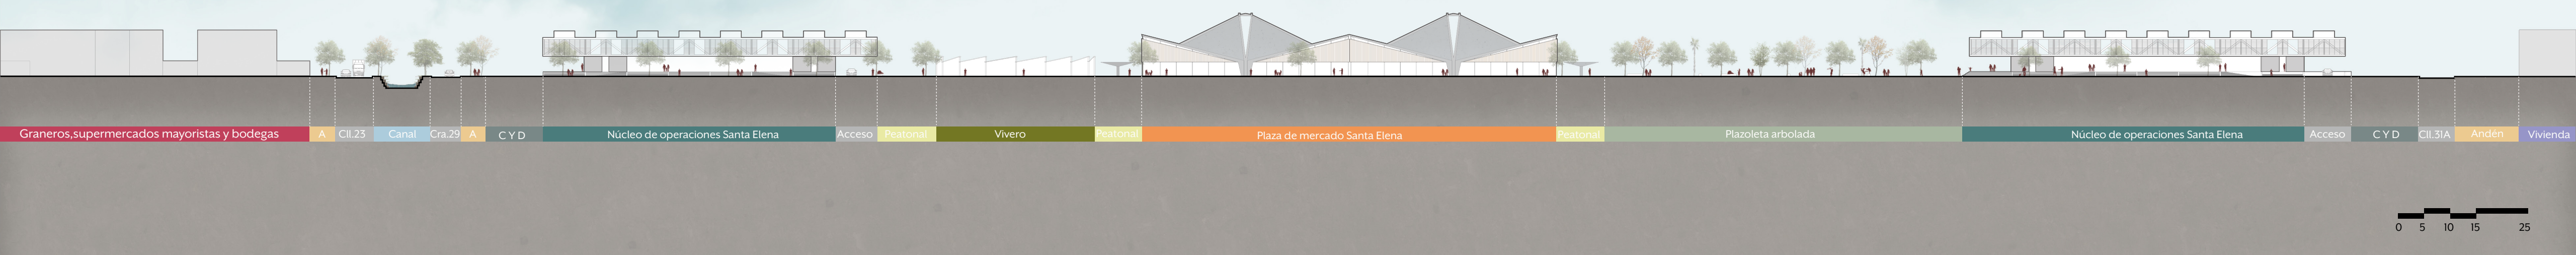 Graneros,supermercados mayoristas y bodegas
A
Cll.23
Canal
Cra.29
A
C Y D
Núcleo de operaciones Santa Elena
Acceso
Peatonal
Vivero
Peatonal
Plaza de mercado Santa Elena
Peatonal
Plazoleta arbolada
Núcleo de operaciones Santa Elena
Acceso
C Y D
Cll.31A
Andén
Vivienda
0 5 10 15 25